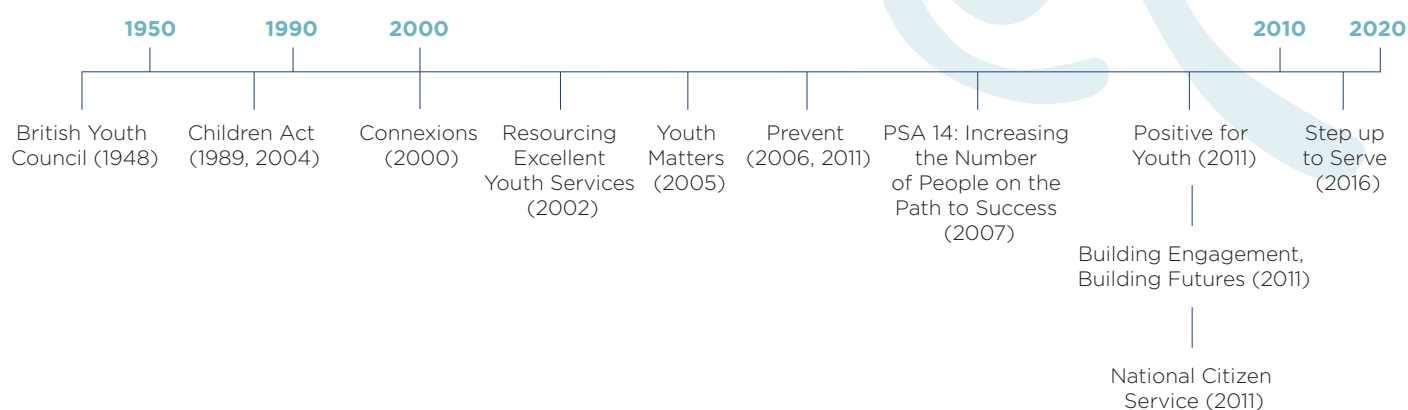 1950
1990
2000
2010
2020
British Youth
Council (1948)
Children Act
(1989, 2004)
Connexions
(2000)
Resourcing
Excellent
Youth Services
(2002)
Youth
Matters
(2005)
Prevent
(2006, 2011)
PSA 14: Increasing
the Number
of People on the
Path to Success
(2007)
Positive for
Youth (2011)
Building Engagement,
Building Futures (2011)
National Citizen
Service (2011)
Step up
to Serve
(2016)